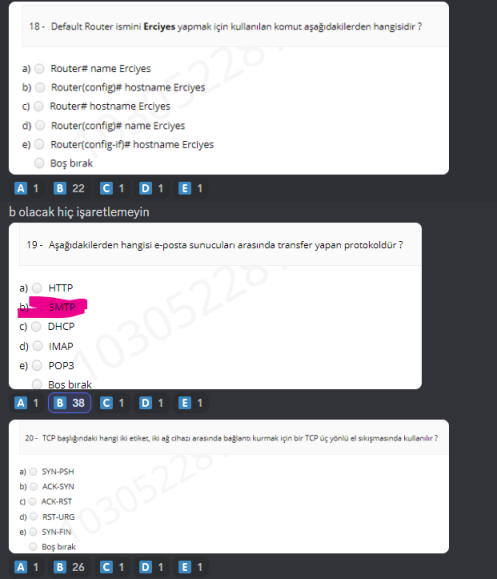 18 - Default Router ismini Erciyes yapmak için kullanılan komut aşağıdakilerden hangisidir ?
a) Router# name Erciyes
b) Router(config)# hostname Erciyes
c) Router# hostname Erciyes
d) Router(config)# name Erciyes
e) Router(config-if)# hostname Erciyes
Boş bırak
A 1 B 22 C 1 D 1 E 1
b olacak hiç işaretlemeyin
19 - Aşağıdakilerden hangisi e-posta sunucuları arasında transfer yapan protokoldür ?
a) HTTP
b) SMTP
c) DHCP
d) IMAP
e) POP3
Boş bırak
A 1 B 38 C 1 D 1 E 1
20 - TCP başlığındaki hangi iki etiket, iki ağ cihazı arasında bağlantı kurmak için bir TCP üç yönlü el sıkışmasında kullanılır ?
a) SYN-PSH
b) ACK-SYN
c) ACK-RST
d) RST-URG
e) SYN-FIN
Boş bırak
A 1 B 26 C 1 D 1 E 1